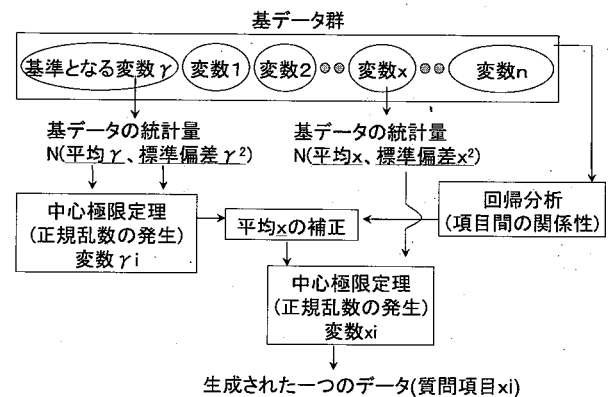 基データ群
基準となる変数γ 変数1 変数2 変数x 変数n
基データの統計量
N(平均γ、標準偏差γ²)
基データの統計量
N(平均x、標準偏差x²)
中心極限定理
(正規乱数の発生)
変数γi
平均xの補正
回帰分析
(項目間の関係性)
中心極限定理
(正規乱数の発生)
変数xi
生成された一つのデータ(質問項目xi)